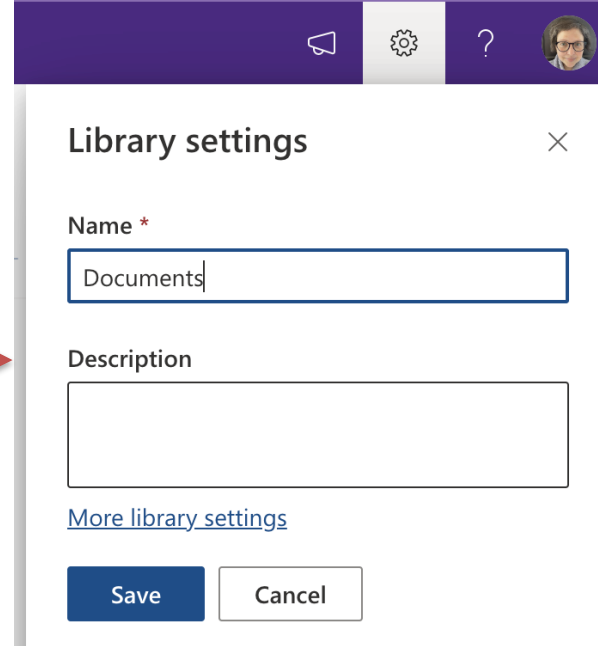 Library settings
Name *
Documents
Description
More library settings
Save
Cancel